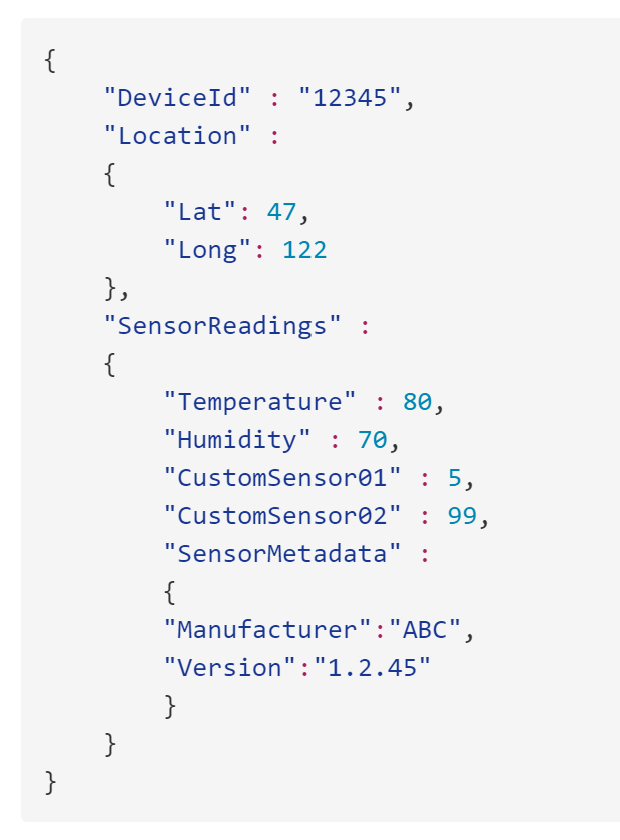 {
    "DeviceId" : "12345",
    "Location" :
    {
        "Lat": 47,
        "Long": 122
    },
    "SensorReadings" :
    {
        "Temperature" : 80,
        "Humidity" : 70,
        "CustomSensor01" : 5,
        "CustomSensor02" : 99,
        "SensorMetadata" :
        {
        "Manufacturer":"ABC",
        "Version":"1.2.45"
        }
    }
}